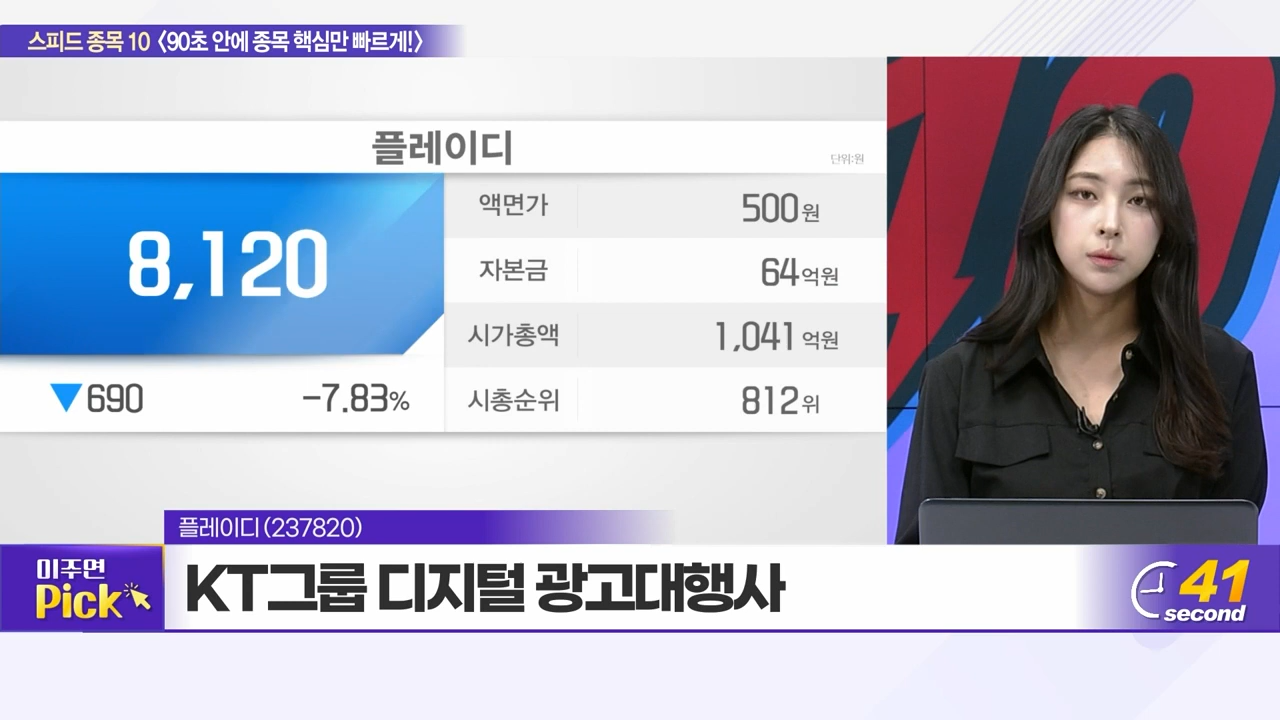 스피드 종목 10 <90초 안에 종목 핵심만 빠르게!>
플레이디
단위:원
8,120
▼690 -7.83%
액면가 500원
자본금 64억원
시가총액 1,041억원
시총순위 812위
플레이디(237820)
미주면
Pick
KT그룹 디지털 광고대행사
41
second
10